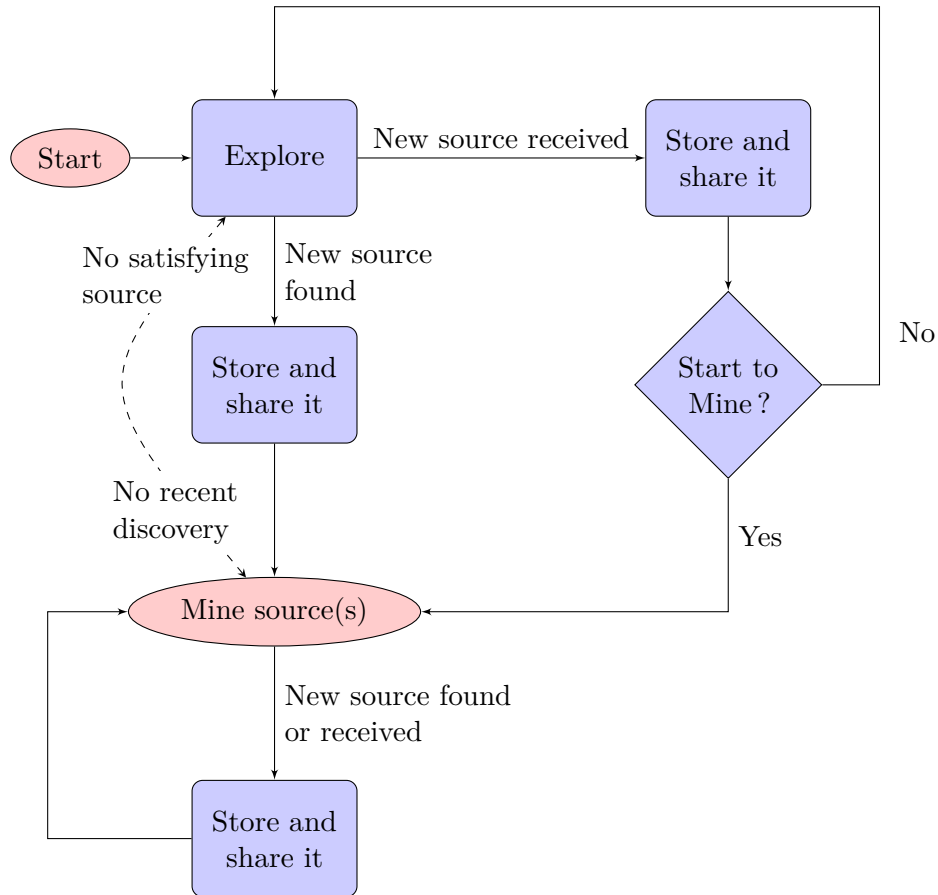 Start
Explore
New source received
Store and
share it
No satisfying
source
New source
found
No
Store and
share it
Start to
Mine ?
No recent
discovery
Yes
Mine source(s)
New source found
or received
Store and
share it